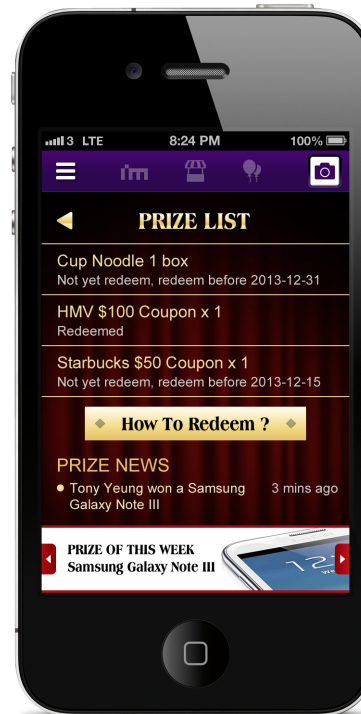 3 LTE 8:24 PM 100%
im
PRIZE LIST
Cup Noodle 1 box
Not yet redeem, redeem before 2013-12-31
HMV $100 Coupon x 1
Redeemed
Starbucks $50 Coupon x 1
Not yet redeem, redeem before 2013-12-15
How To Redeem ?
PRIZE NEWS
Tony Yeung won a Samsung 3 mins ago
Galaxy Note III
PRIZE OF THIS WEEK
Samsung Galaxy Note III